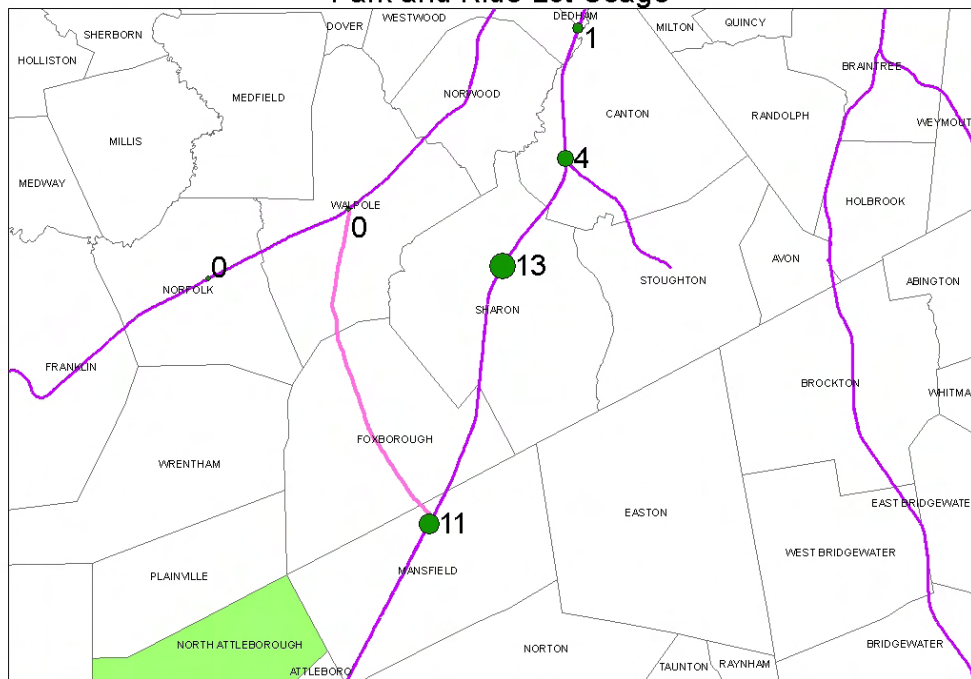 Park and Ride Lot Usage
DOVER
WESTWOOD
DEDHAM
MILTON
QUINCY
SHERBORN
1
HOLLISTON
BRAINTREE
MEDFIELD
NORWOOD
CANTON
RANDOLPH
WEYMOUT
MILLIS
4
MEDWAY
WALPOLE
HOLBROOK
0
0
13
AVON
NORFOLK
STOUGHTON
ABINGTON
SHARON
FRANKLIN
BROCKTON
WHITMA
FOXBOROUGH
WRENTHAM
EAST BRIDGEWATE
EASTON
11
WEST BRIDGEWATER
PLAINVILLE
MANSFIELD
NORTH ATTLEBOROUGH
NORTON
BRIDGEWATER
ATTLEBORO
TAUNTON
RAYNHAM